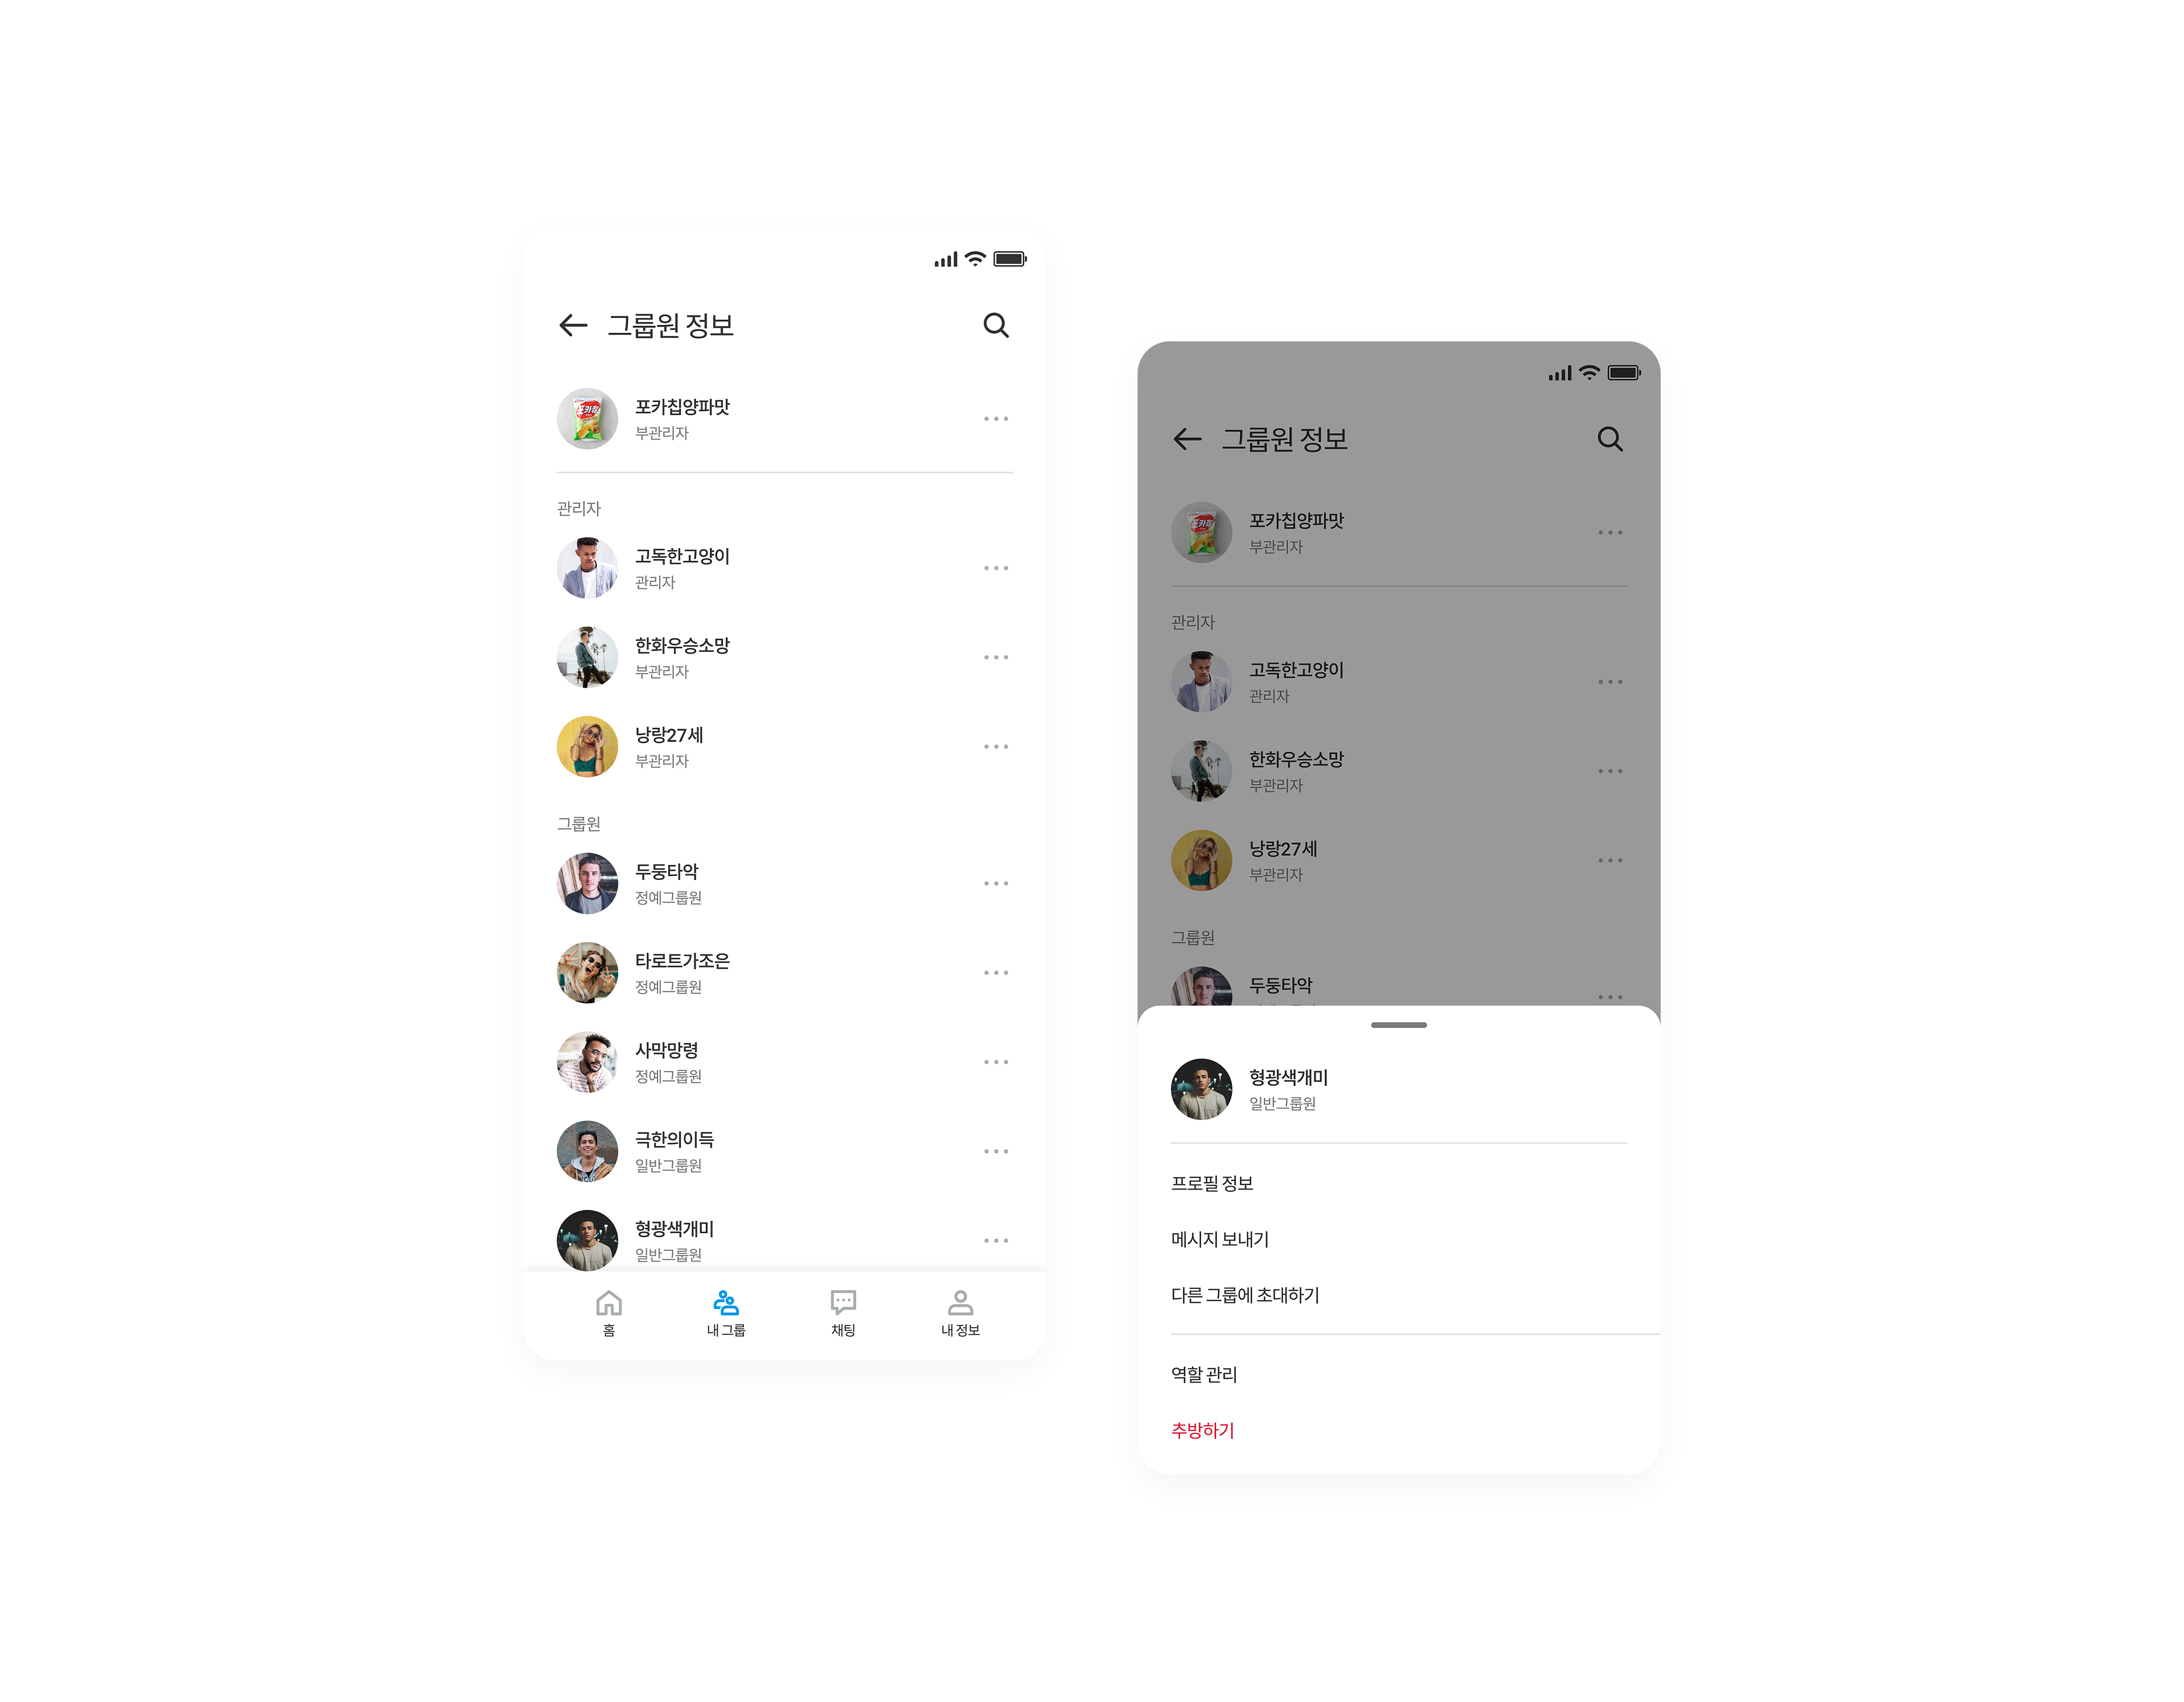 그룹원 정보
포카칩
포카칩양파맛
부관리자
관리자
고독한고양이
관리자
한화우승소망
부관리자
낭랑27세
부관리자
그룹원
두둥타악
정예그룹원
타로트가조은
정예그룹원
사막망령
정예그룹원
극한의이득
일반그룹원
형광색개미
일반그룹원
홈
내 그룹
채팅
내 정보
그룹원 정보
포카칩
포카칩양파맛
부관리자
관리자
고독한고양이
관리자
한화우승소망
부관리자
낭랑27세
부관리자
그룹원
두둥타악
형광색개미
일반그룹원
프로필 정보
메시지 보내기
다른 그룹에 초대하기
역할 관리
추방하기